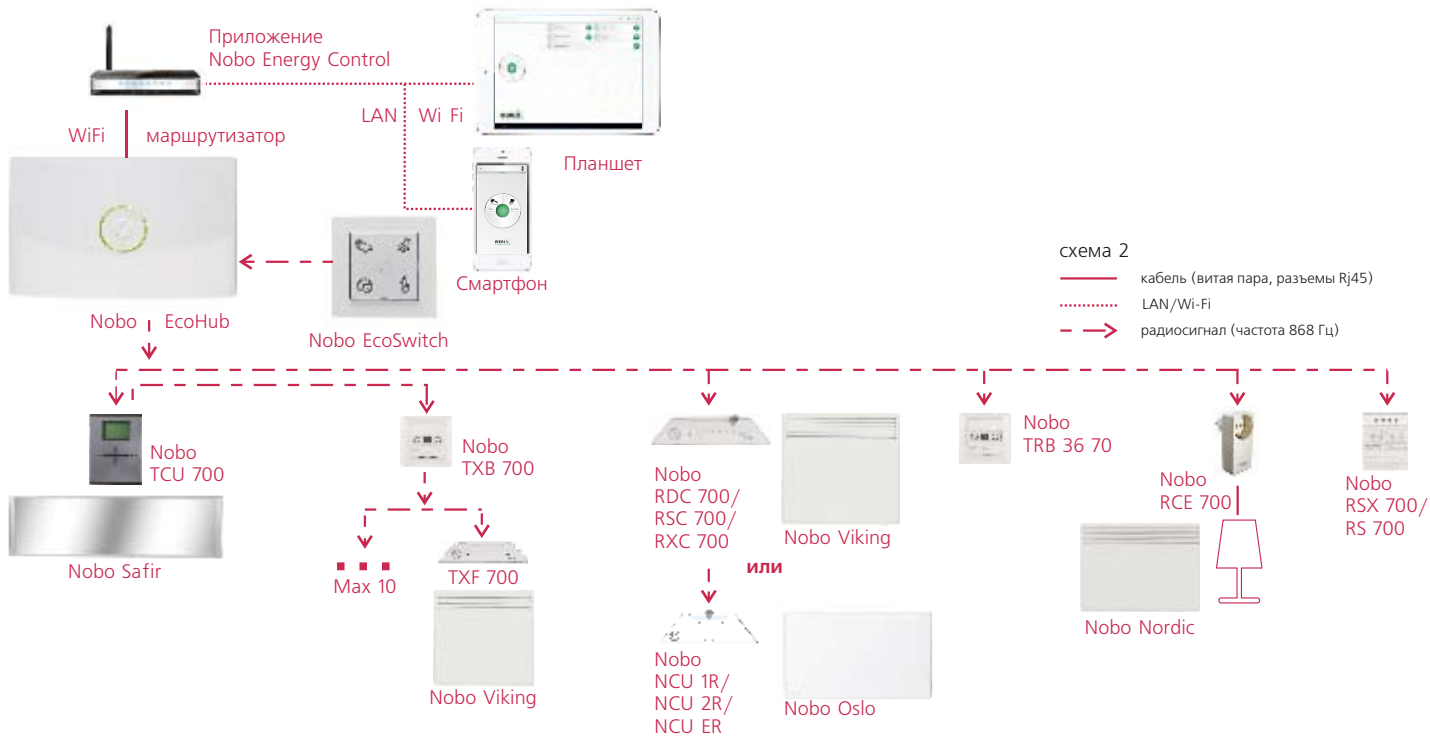 Приложение
Nobo Energy Control
LAN Wi Fi
WiFi маршрутизатор
Планшет
Смартфон
Nobo EcoHub
Nobo EcoSwitch
схема 2
кабель (витая пара, разъемы Rj45)
LAN/Wi-Fi
радиосигнал (частота 868 Гц)
Nobo
TCU 700
Nobo Safir
Nobo
TXB 700
Max 10
TXF 700
Nobo Viking
Nobo
RDC 700/
RSC 700/
RXC 700
Nobo Viking
или
Nobo
NCU 1R/
NCU 2R/
NCU ER
Nobo Oslo
Nobo
TRB 36 70
Nobo
RCE 700
Nobo Nordic
Nobo
RSX 700/
RS 700